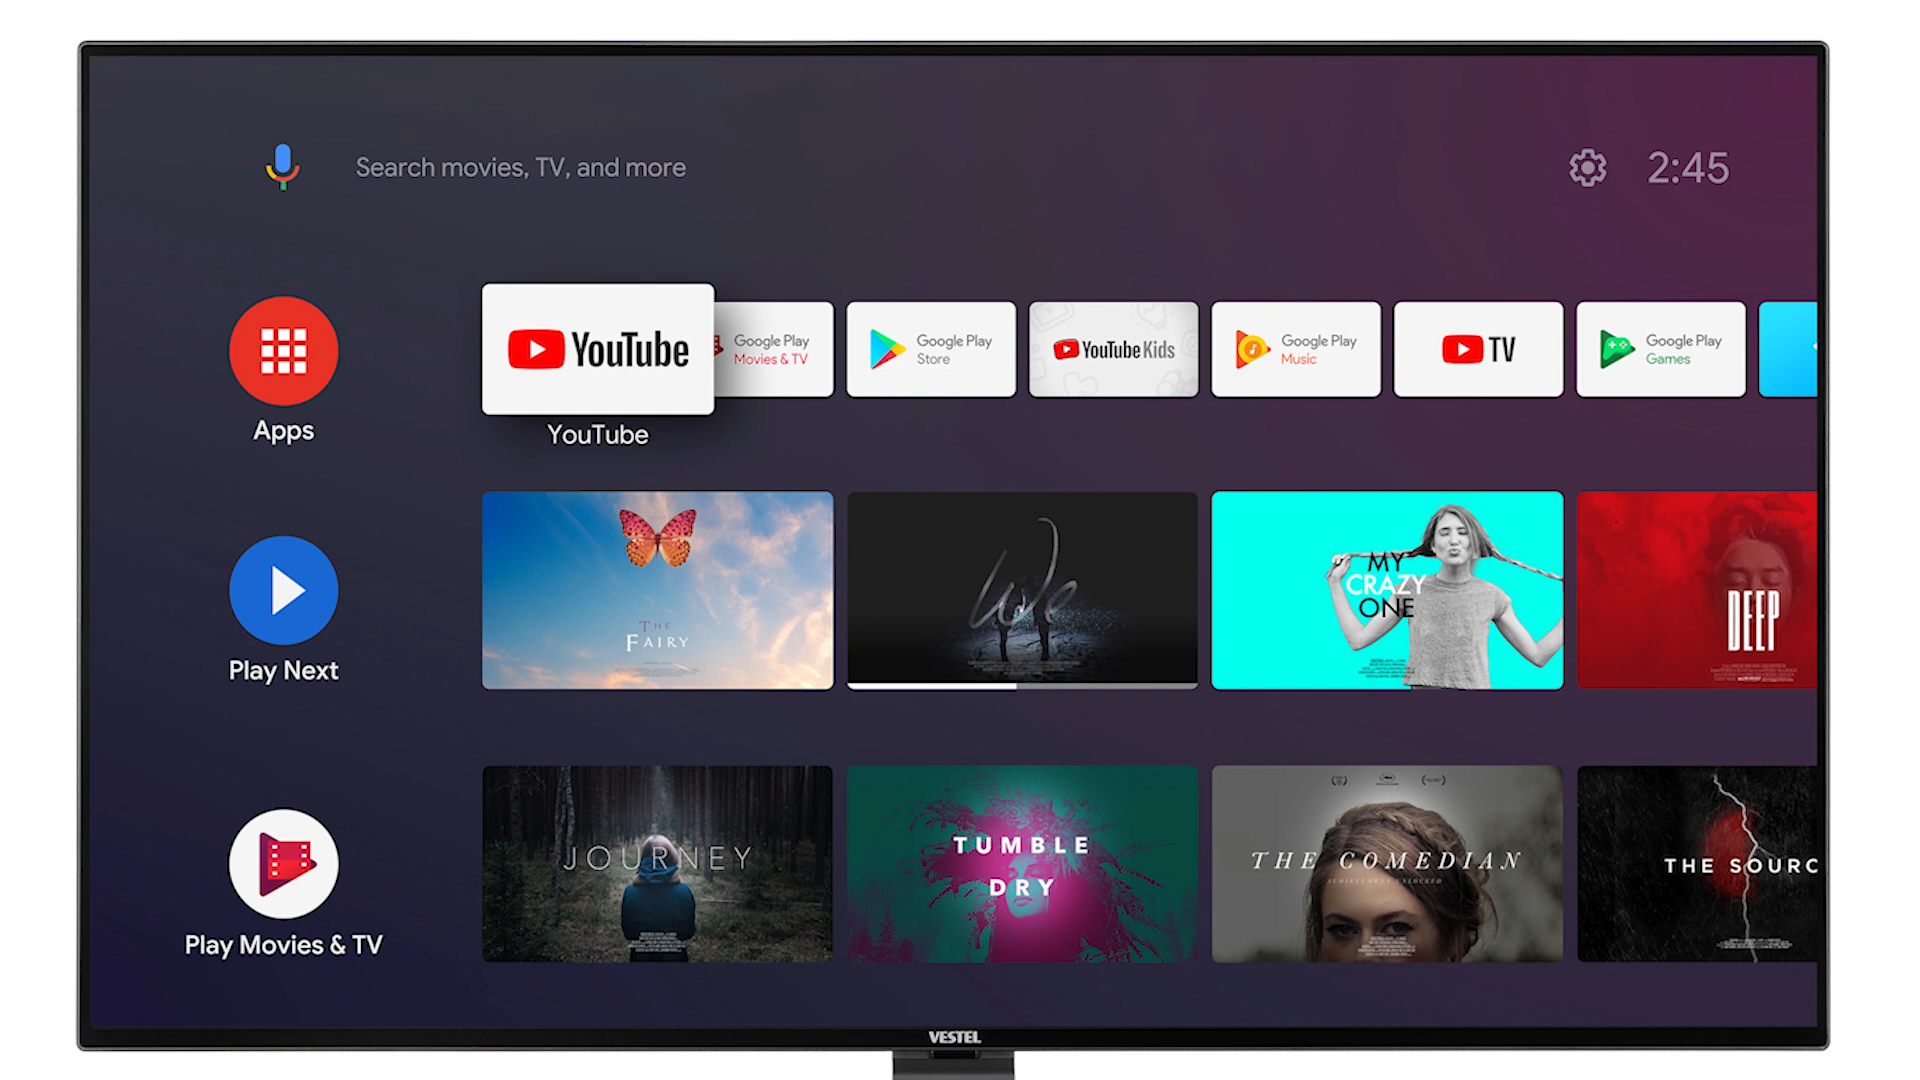 Search movies, TV, and more
2:45
YouTube
Google Play
Movies & TV
Google Play
Store
YouTube Kids
Google Play
Music
TV
Google Play
Games
Apps
YouTube
THE
FAIRY
We
MY
CRAZY
ONE
DEEP
Play Next
JOURNEY
TUMBLE
DRY
THE COMEDIAN
ACHIEVEMENT UNLOCKED
THE SOURC
Play Movies & TV
VESTEL